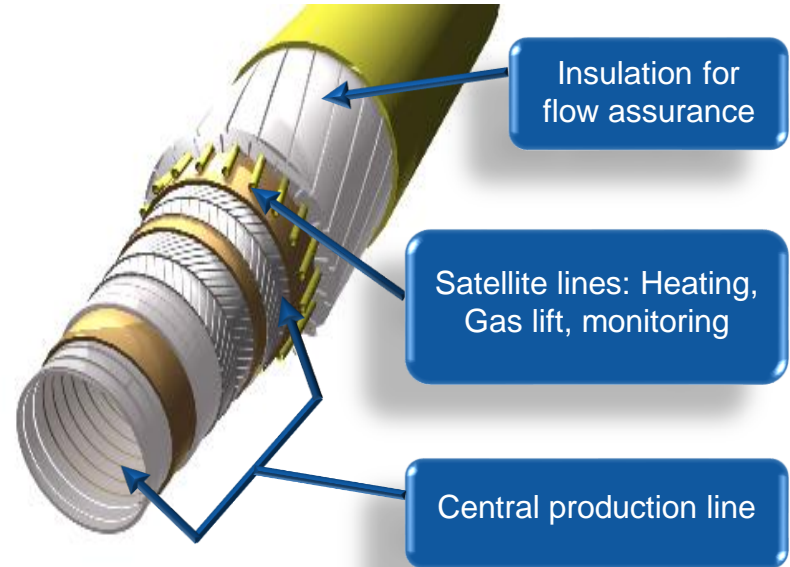 Insulation for
flow assurance
Satellite lines: Heating,
Gas lift, monitoring
Central production line